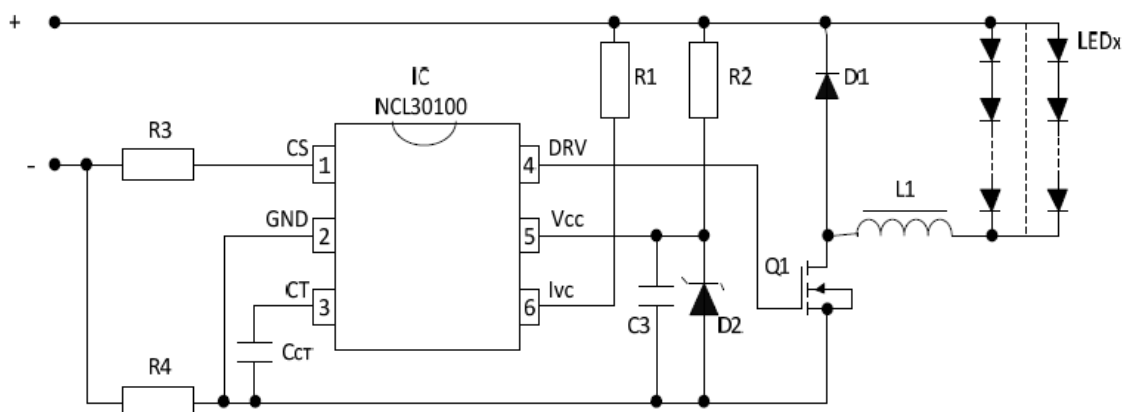 +
IC
NCL30100
R1
R2
D1
LEDx
R3
CS
1
4
DRV
-
L1
GND
2
5
Vcc
Q1
CT
3
6
Ivc
C3
D2
CCT
R4